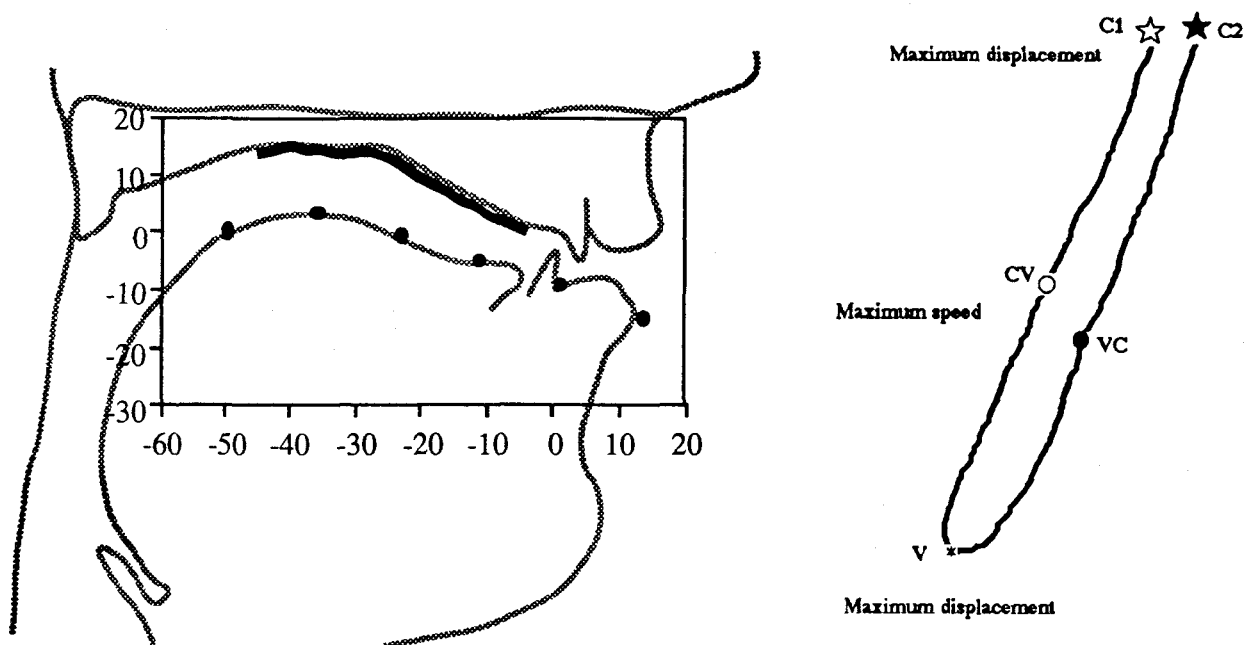 20
10
0
-10
-20
-30
-60 -50 -40 -30 -20 -10 0 10 20
C1 C2
Maximum displacement
CV
Maximum speed
VC
V *
Maximum displacement